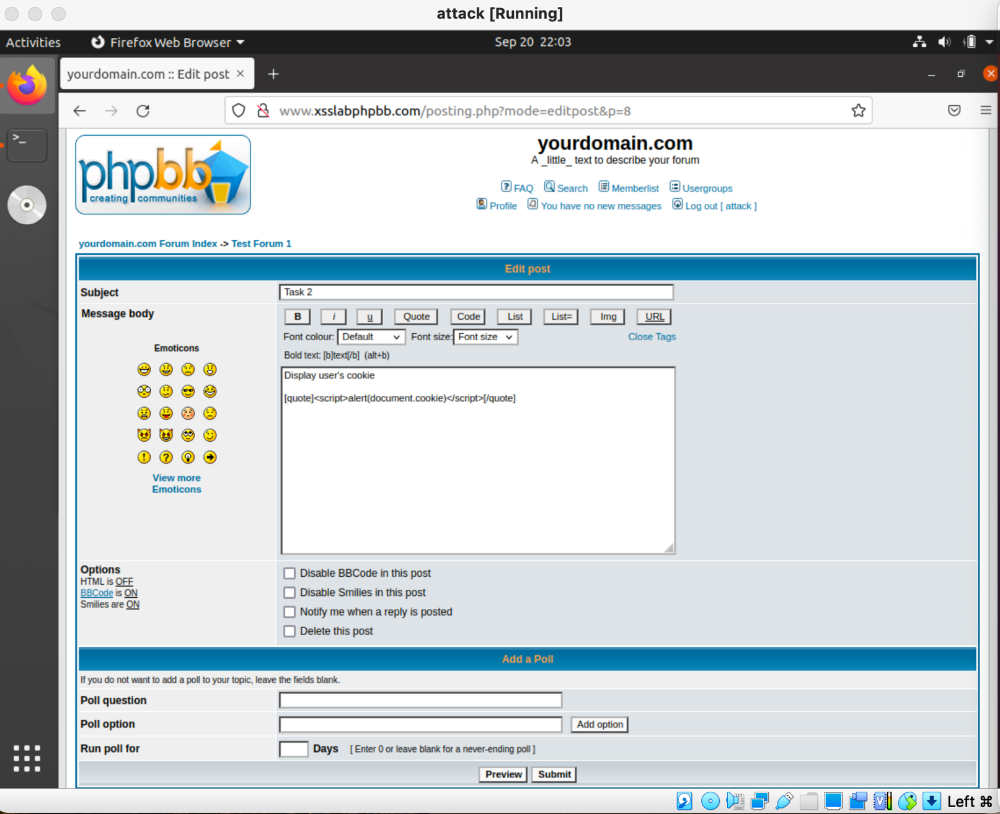 attack [Running]
Activities Firefox Web Browser Sep 20 22:03
yourdomain.com :: Edit post
www.xsslabphpbb.com/posting.php?mode=editpost&p=8
phpbb
creating communities
yourdomain.com
A _little_ text to describe your forum
FAQ Search Memberlist Usergroups
Profile You have no new messages Log out [ attack ]
yourdomain.com Forum Index -> Test Forum 1
Edit post
Subject Task 2
Message body B i u Quote Code List List= Img URL
Font colour: Default Font size: Font size Close Tags
Bold text: [b]text[/b] (alt+b)
Emoticons
View more
Emoticons
Display user's cookie
[quote]<script>alert(document.cookie)</script>[/quote]
Options
HTML is OFF
BBCode is ON
Smilies are ON
Disable BBCode in this post
Disable Smilies in this post
Notify me when a reply is posted
Delete this post
Add a Poll
If you do not want to add a poll to your topic, leave the fields blank.
Poll question
Poll option Add option
Run poll for Days [ Enter 0 or leave blank for a never-ending poll ]
Preview Submit
Left ⌘